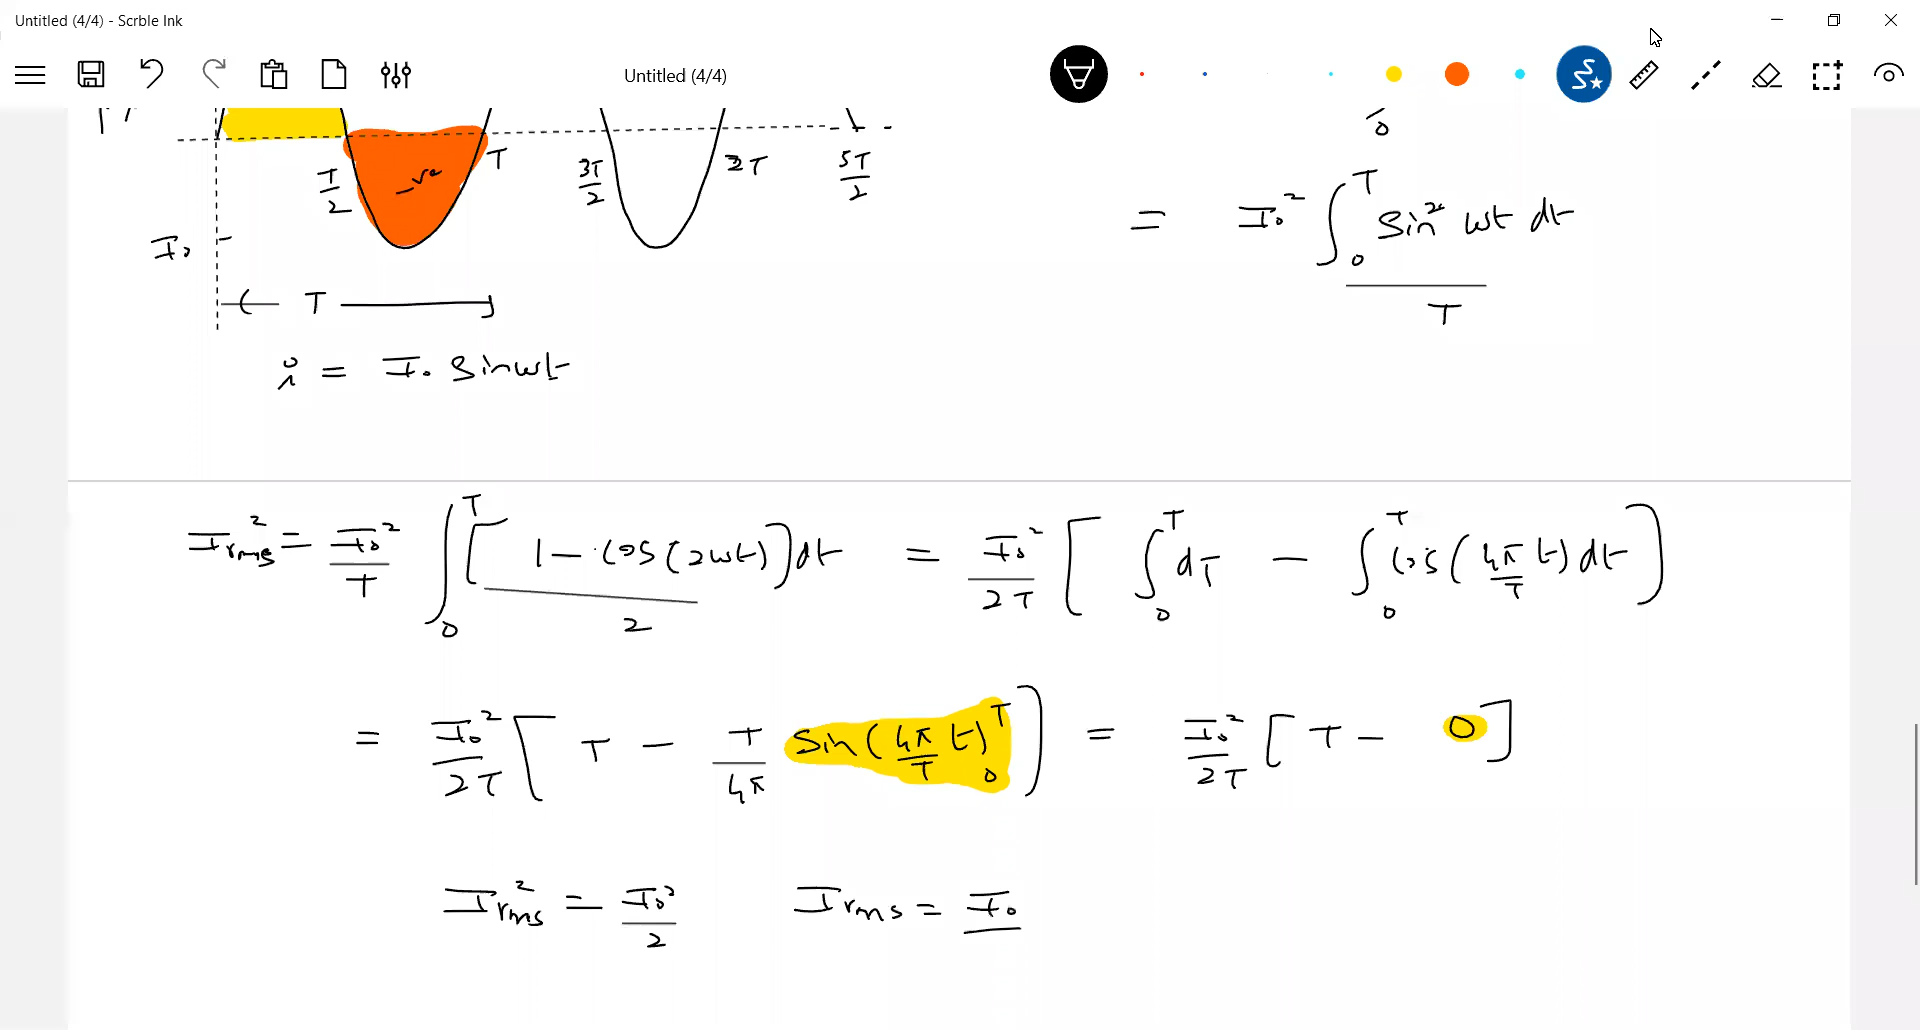 Untitled (4/4) - Scrble Ink
Untitled (4/4)
T/2 -ve T 3T/2 2T 5T/2
I₀
T
i = I₀ Sinωt
0
= I₀² ∫₀ᵀ Sin² ωt dt / T
I²rms = I₀²/T ∫₀ᵀ [1 - Cos(2ωt)]dt / 2 = I₀²/2T [ ∫₀ᵀ dT - ∫₀ᵀ Cos(4π/T t)dt ]
= I₀²/2T [ T - T/4π Sin(4π/T t)₀ᵀ ] = I₀²/2T [ T - 0 ]
I²rms = I₀²/2 Irms = I₀